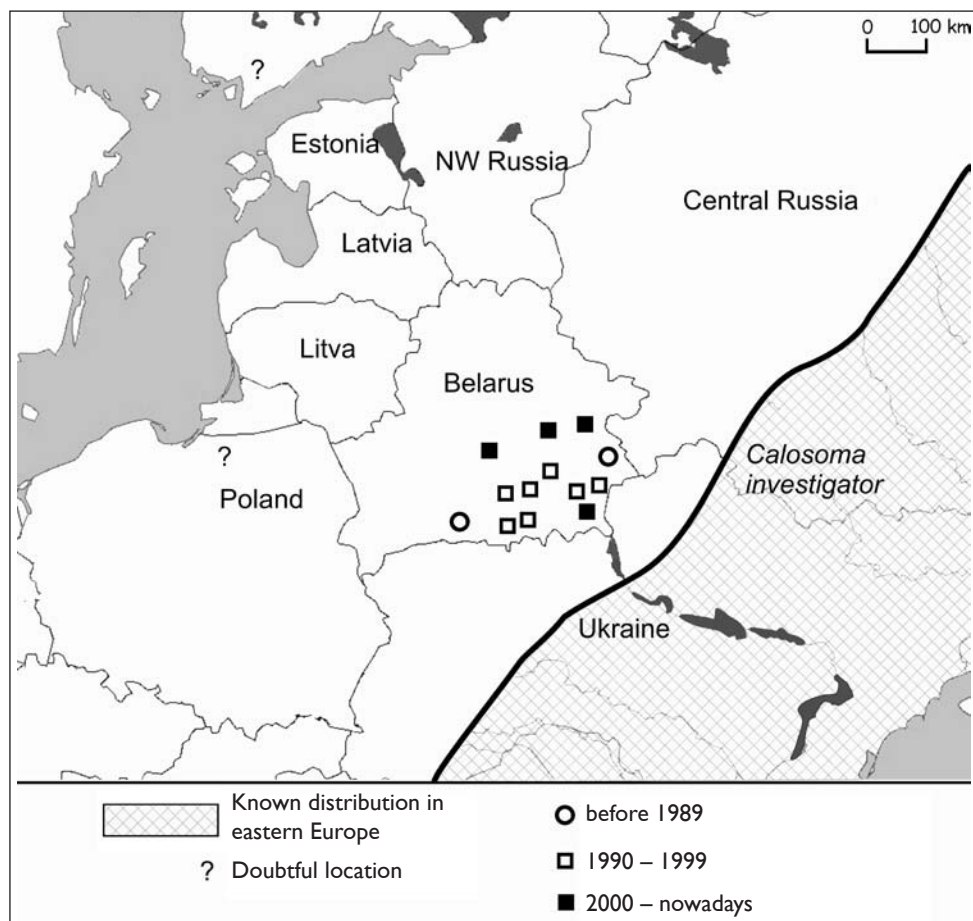 0 100 km
?
Estonia
NW Russia
Central Russia
Latvia
Litva
Belarus
?
Poland
Calosoma
investigator
Ukraine
Known distribution in
eastern Europe
? Doubtful location
before 1989
1990 – 1999
2000 – nowadays